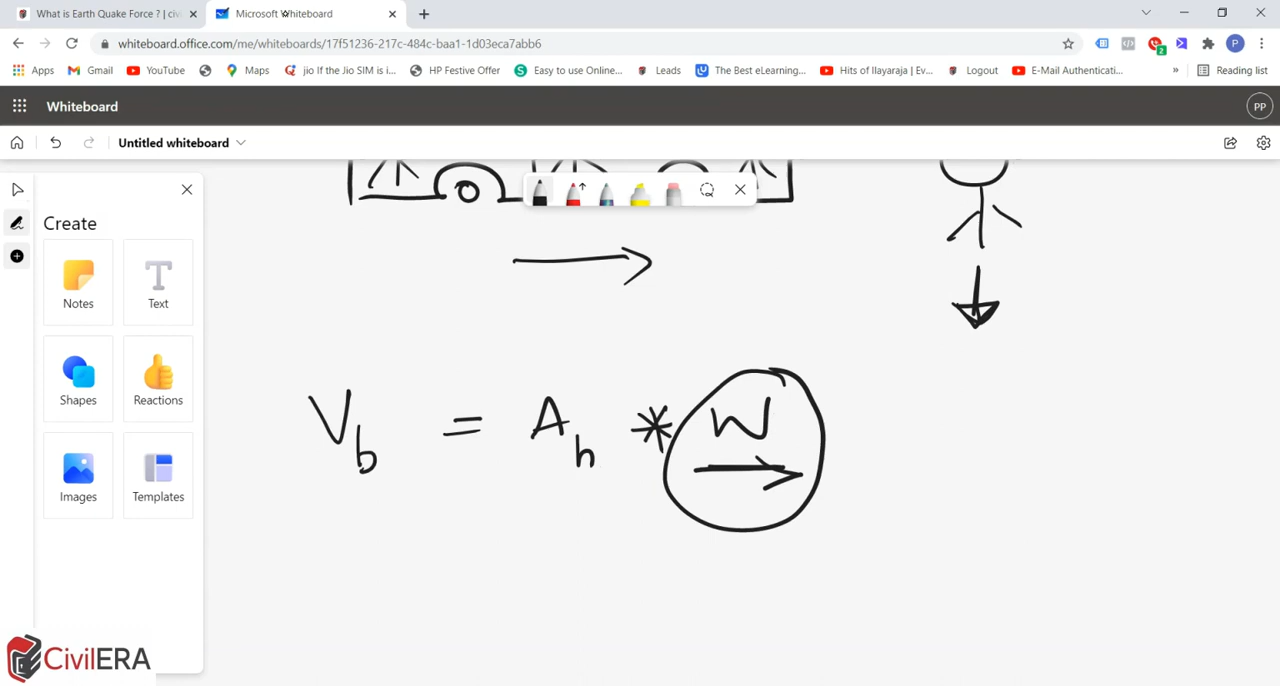 What is Earth Quake Force ? | civi
Microsoft Whiteboard
whiteboard.office.com/me/whiteboards/17f51236-217c-484c-baa1-1d03eca7abb6
2
P
Apps
Gmail
YouTube
Maps
jio If the Jio SIM is i...
HP Festive Offer
Easy to use Online...
Leads
The Best eLearning...
Hits of Ilayaraja | Ev...
Logout
E-Mail Authenticati...
»
Reading list
Whiteboard
PP
Untitled whiteboard
Create
Notes
Text
Shapes
Reactions
Images
Templates
Vb = Ah * W
CivilERA